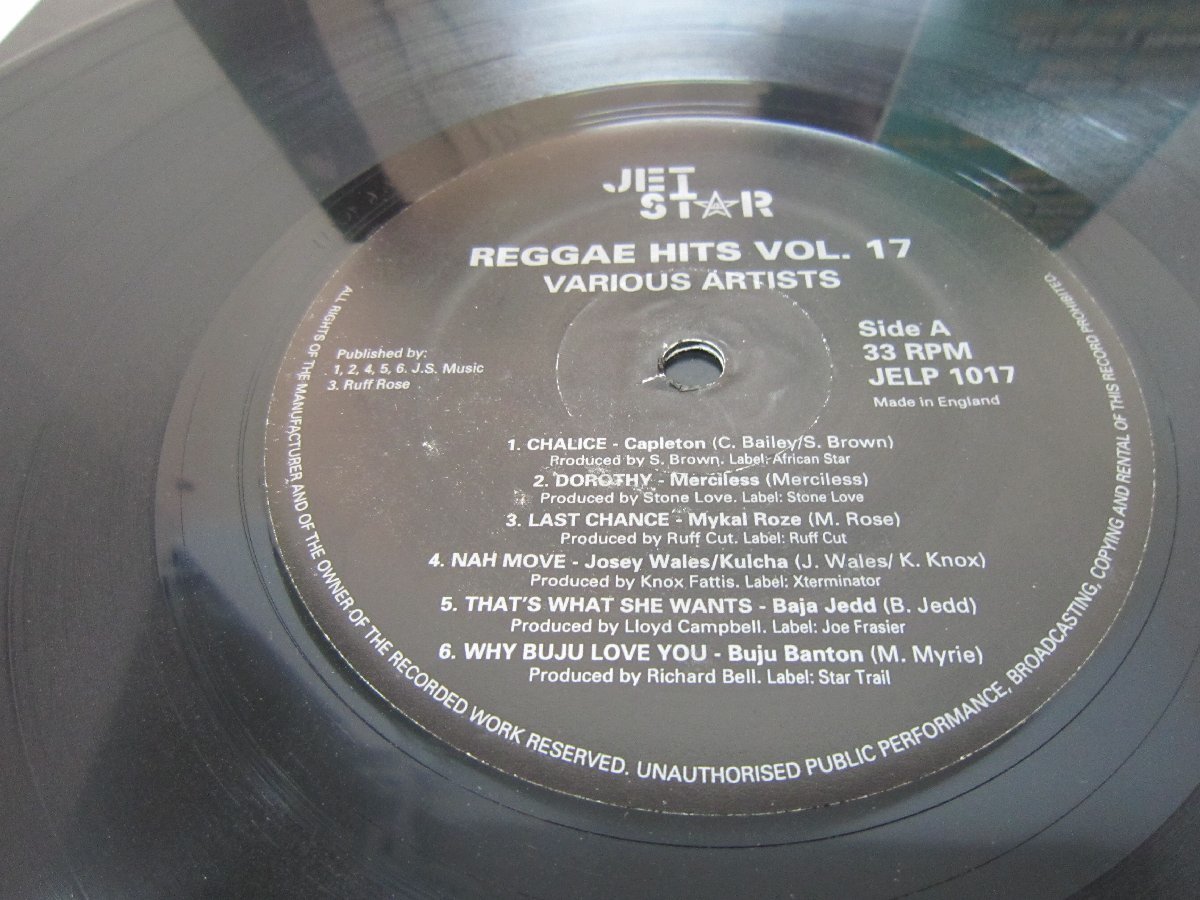 JET
STAR
REGGAE HITS VOL. 17
VARIOUS ARTISTS
Side A
33 RPM
JELP 1017
Made in England
Published by:
1, 2, 4, 5, 6. J.S. Music
3. Ruff Rose
1. CHALICE - Capleton (C. Bailey/S. Brown)
Produced by S. Brown. Label: African Star
2. DOROTHY - Merciless (Merciless)
Produced by Stone Love. Label: Stone Love
3. LAST CHANCE - Mykal Roze (M. Rose)
Produced by Ruff Cut. Label: Ruff Cut
4. NAH MOVE - Josey Wales/Kulcha (J. Wales/ K. Knox)
Produced by Knox Fattis. Label: Xterminator
5. THAT'S WHAT SHE WANTS - Baja Jedd (B. Jedd)
Produced by Lloyd Campbell. Label: Joe Frasier
6. WHY BUJU LOVE YOU - Buju Banton (M. Myrie)
Produced by Richard Bell. Label: Star Trail
ALL RIGHTS OF THE MANUFACTURER AND OF THE OWNER OF THE RECORDED WORK RESERVED. UNAUTHORISED PUBLIC PERFORMANCE, BROADCASTING, COPYING AND RENTAL OF THIS RECORD PROHIBITED.